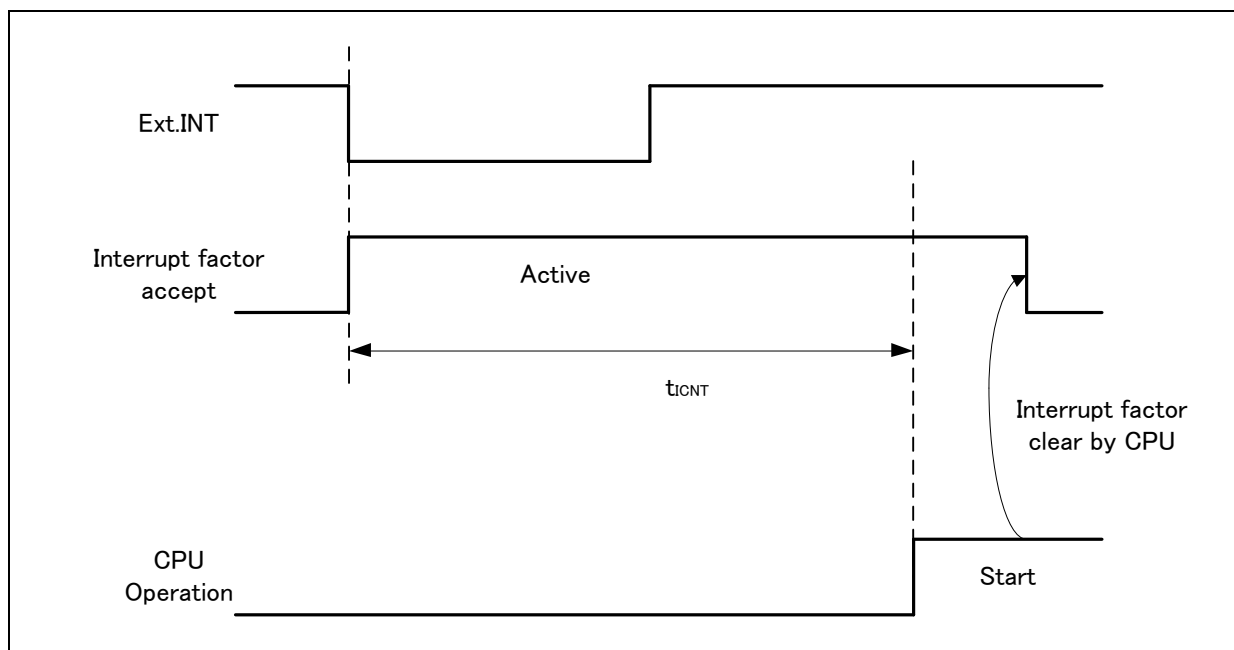 Ext.INT
Interrupt factor
accept
Active
tICNT
Interrupt factor
clear by CPU
CPU
Operation
Start